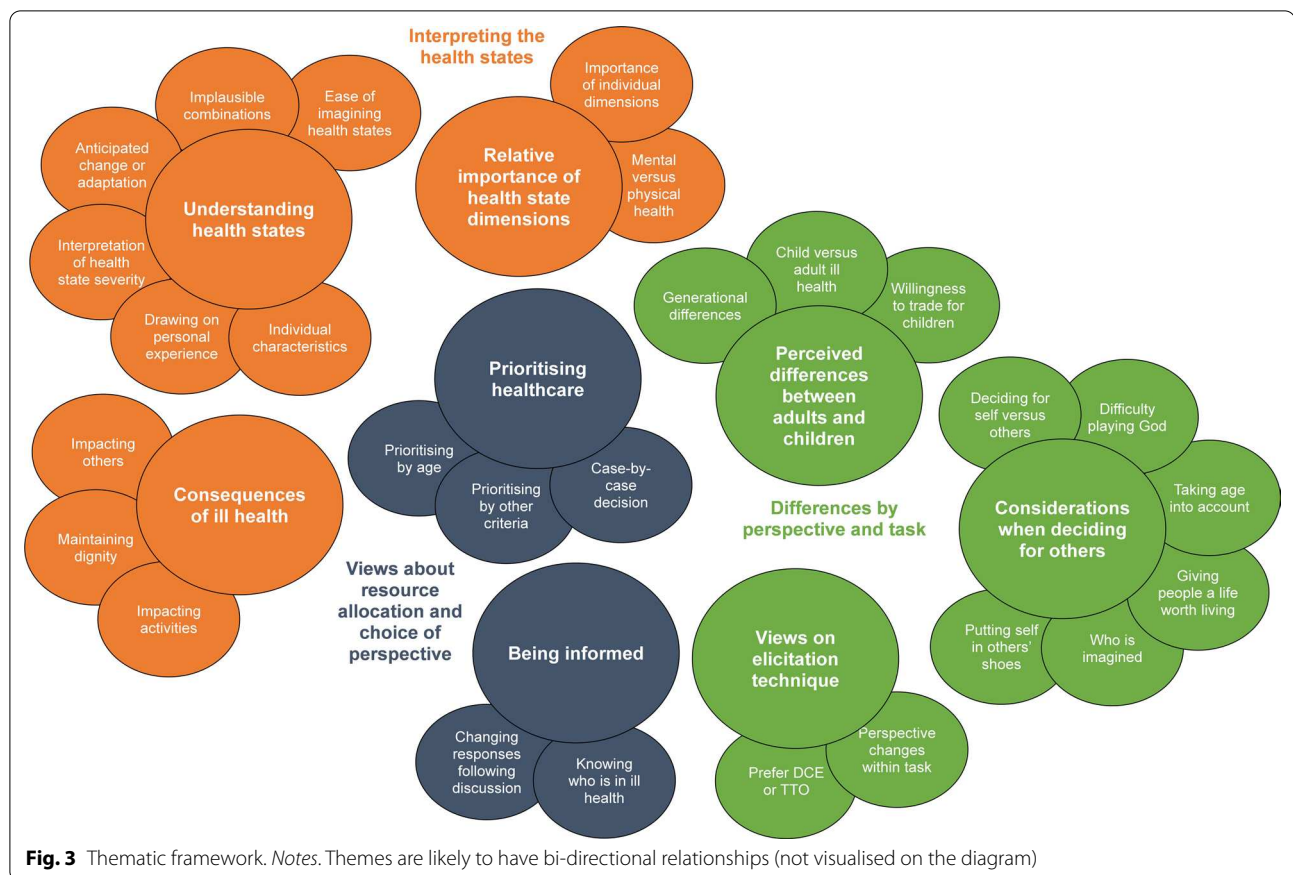 Interpreting the
health states
Implausible
combinations
Ease of
imagining
health states
Anticipated
change or
adaptation
Understanding
health states
Interpretation
of health
state severity
Drawing on
personal
experience
Individual
characteristics
Importance
of individual
dimensions
Relative
importance of
health state
dimensions
Mental
versus
physical
health
Impacting
others
Consequences
of ill health
Maintaining
dignity
Impacting
activities
Prioritising
healthcare
Prioritising
by age
Prioritising
by other
criteria
Case-by-
case
decision
Views about
resource
allocation and
choice of
perspective
Being informed
Changing
responses
following
discussion
Knowing
who is in ill
health
Child versus
adult ill
health
Generational
differences
Willingness
to trade for
children
Perceived
differences
between
adults and
children
Differences by
perspective and task
Deciding for
self versus
others
Difficulty
playing God
Taking age
into account
Considerations
when deciding
for others
Giving
people a life
worth living
Putting self
in others'
shoes
Who is
imagined
Views on
elicitation
technique
Perspective
changes
within task
Prefer DCE
or TTO
Fig. 3 Thematic framework. Notes. Themes are likely to have bi-directional relationships (not visualised on the diagram)